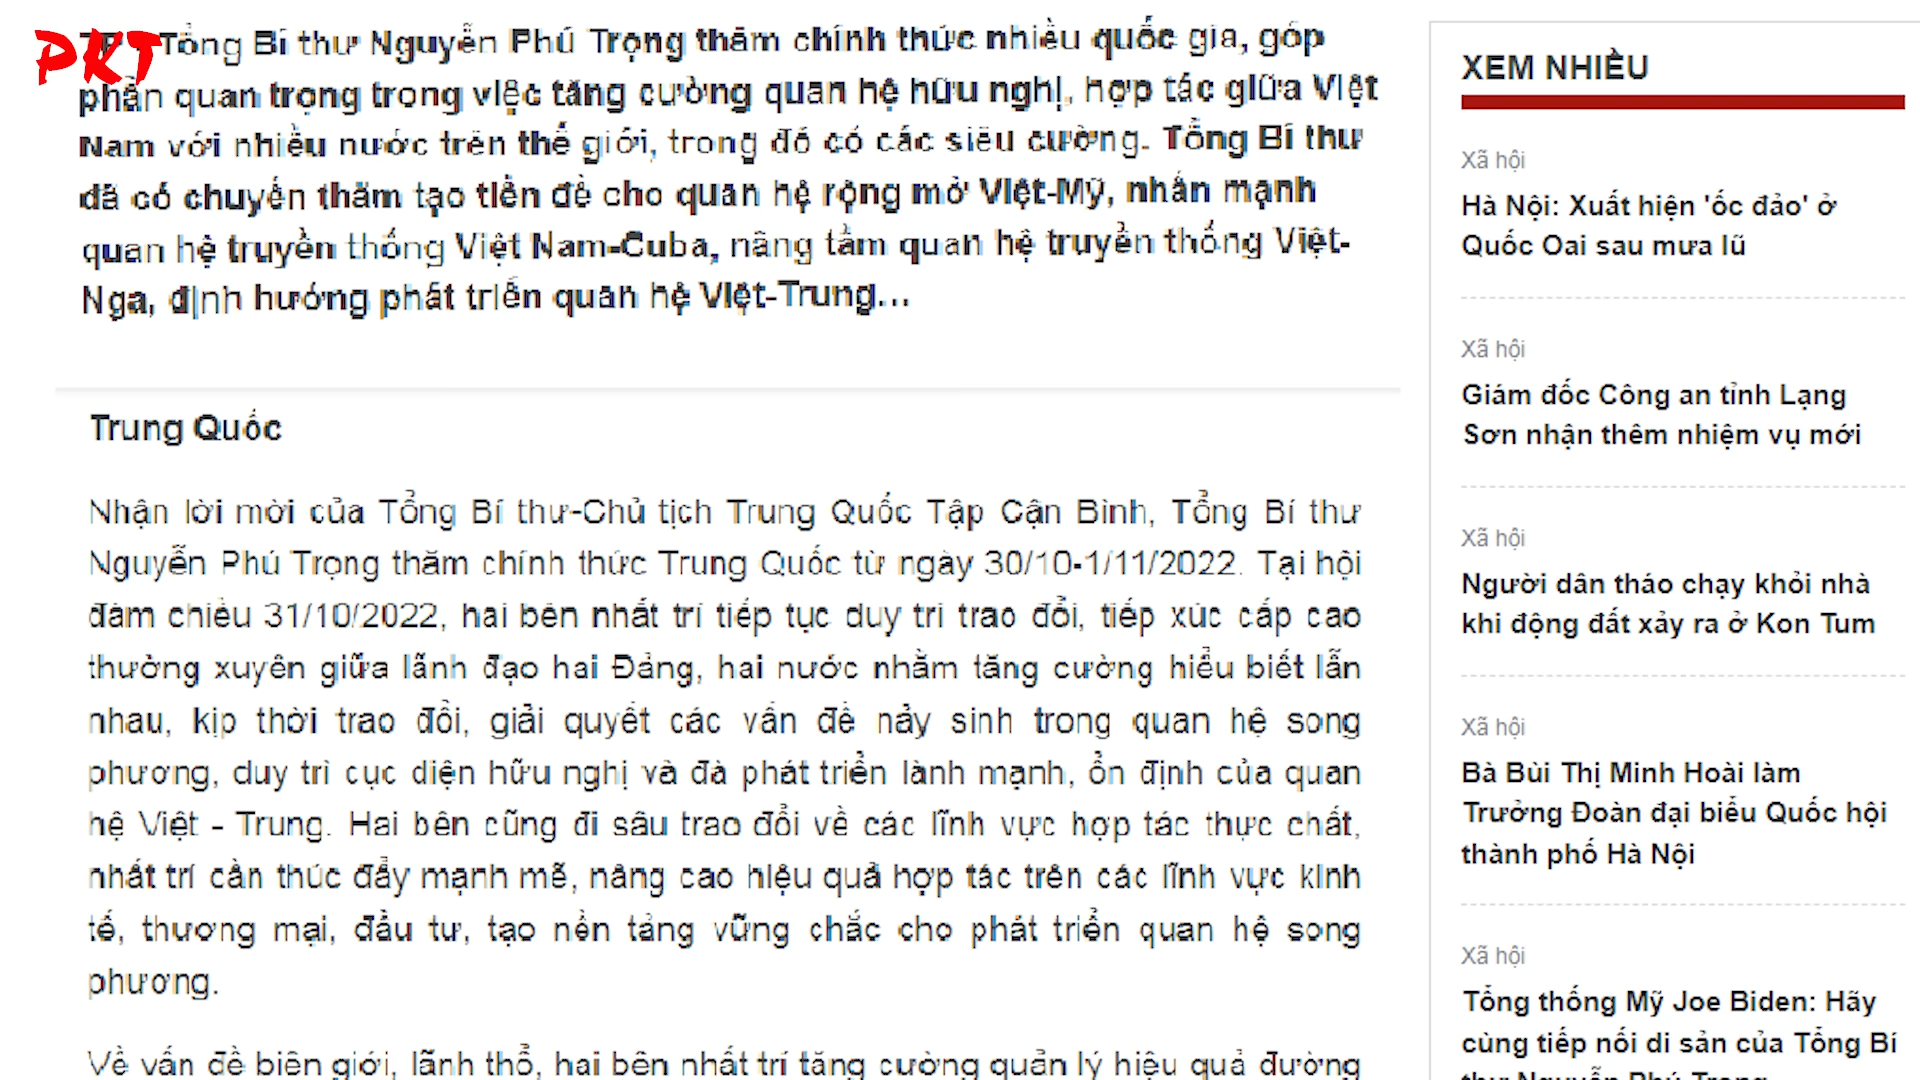 PKT
TP - Tổng Bí thư Nguyễn Phú Trọng thăm chính thức nhiều quốc gia, góp
phần quan trọng trong việc tăng cường quan hệ hữu nghị, hợp tác giữa Việt
Nam với nhiều nước trên thế giới, trong đó có các siêu cường. Tổng Bí thư
đã có chuyến thăm tạo tiền đề cho quan hệ rộng mở Việt-Mỹ, nhấn mạnh
quan hệ truyền thống Việt Nam-Cuba, nâng tầm quan hệ truyền thống Việt-
Nga, định hướng phát triển quan hệ Việt-Trung...
Trung Quốc
Nhận lời mời của Tổng Bí thư-Chủ tịch Trung Quốc Tập Cận Bình, Tổng Bí thư
Nguyễn Phú Trọng thăm chính thức Trung Quốc từ ngày 30/10-1/11/2022. Tại hội
đàm chiều 31/10/2022, hai bên nhất trí tiếp tục duy trì trao đổi, tiếp xúc cấp cao
thường xuyên giữa lãnh đạo hai Đảng, hai nước nhằm tăng cường hiểu biết lẫn
nhau, kịp thời trao đổi, giải quyết các vấn đề nảy sinh trong quan hệ song
phương, duy trì cục diện hữu nghị và đà phát triển lành mạnh, ổn định của quan
hệ Việt - Trung. Hai bên cũng đi sâu trao đổi về các lĩnh vực hợp tác thực chất,
nhất trí cần thúc đẩy mạnh mẽ, nâng cao hiệu quả hợp tác trên các lĩnh vực kinh
tế, thương mại, đầu tư, tạo nền tảng vững chắc cho phát triển quan hệ song
phương.
Về vấn đề biên giới, lãnh thổ, hai bên nhất trí tăng cường quản lý hiệu quả đường
XEM NHIỀU
Xã hội
Hà Nội: Xuất hiện 'ốc đảo' ở
Quốc Oai sau mưa lũ
Xã hội
Giám đốc Công an tỉnh Lạng
Sơn nhận thêm nhiệm vụ mới
Xã hội
Người dân tháo chạy khỏi nhà
khi động đất xảy ra ở Kon Tum
Xã hội
Bà Bùi Thị Minh Hoài làm
Trưởng Đoàn đại biểu Quốc hội
thành phố Hà Nội
Xã hội
Tổng thống Mỹ Joe Biden: Hãy
cùng tiếp nối di sản của Tổng Bí
thư Nguyễn Phú Trọng